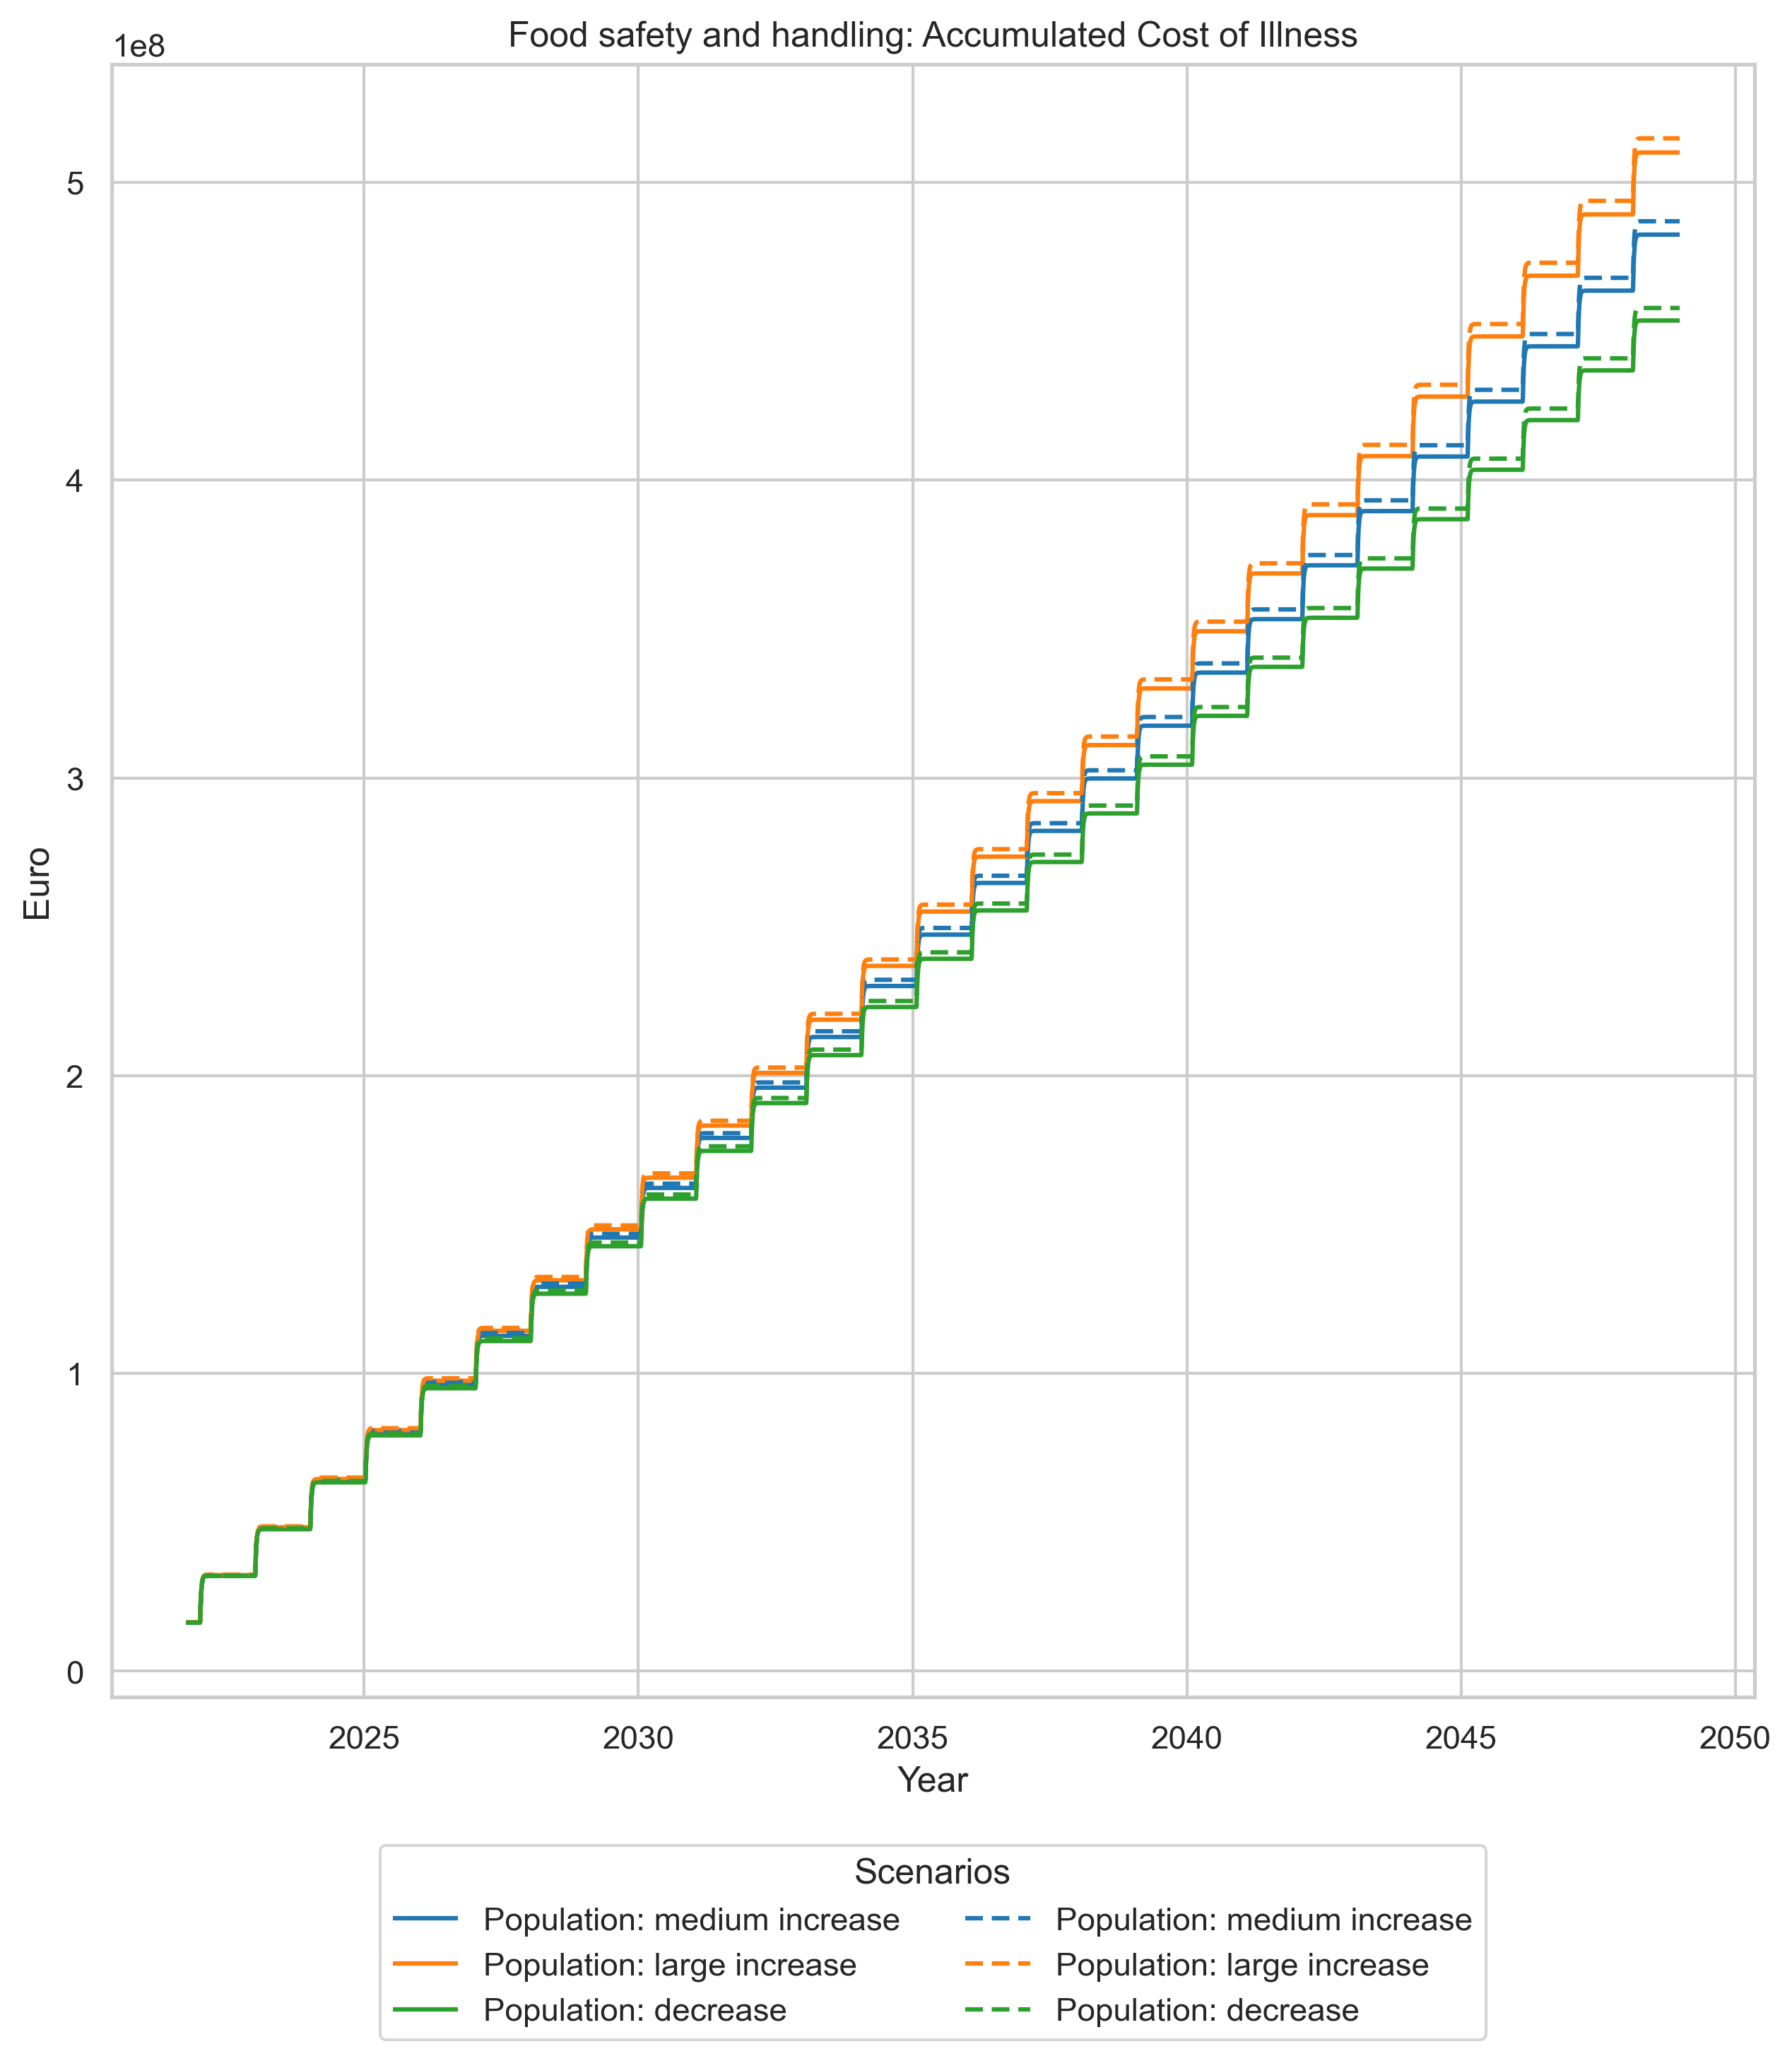 Food safety and handling: Accumulated Cost of Illness
1e8
5
4
3
2
1
0
Euro
2025 2030 2035 2040 2045 2050
Year
Scenarios
Population: medium increase Population: medium increase
Population: large increase Population: large increase
Population: decrease Population: decrease